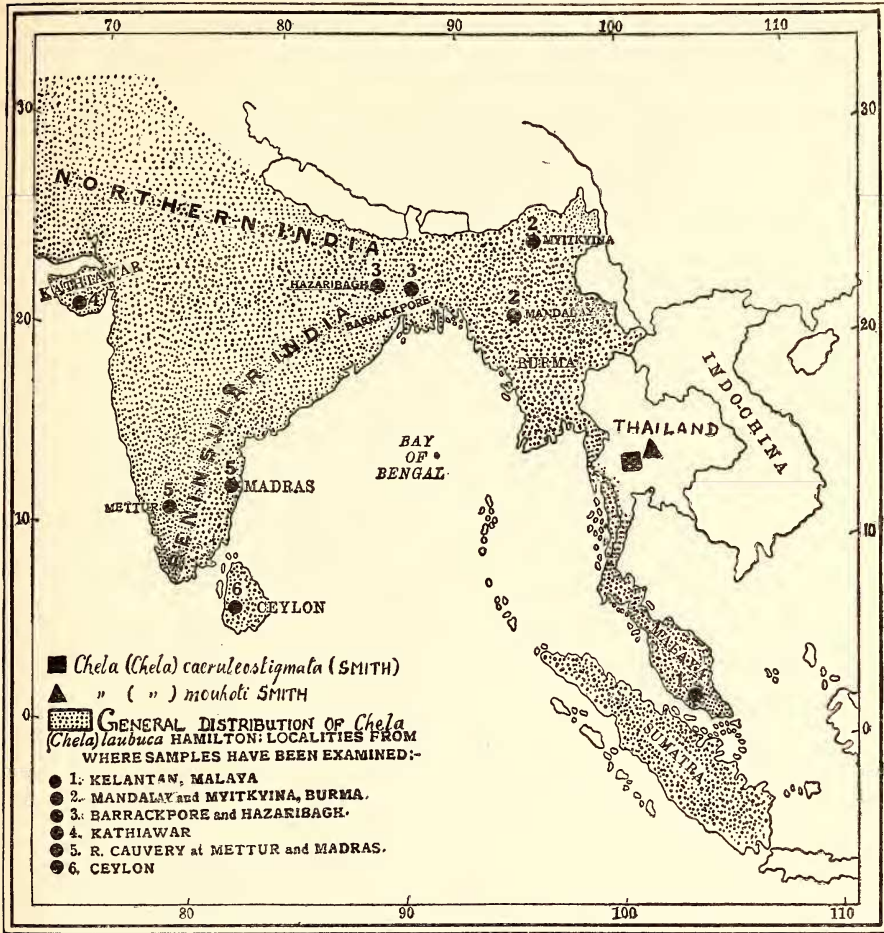 70 80 90 100 110
30 30
NORTHERN INDIA
2
MYITKYINA
KATHIAWAR
4
3 3
HAZARIBAGH
BARRACKPORE
2
MANDALAY
20 20
BURMA
INDO-CHINA
PENINSULAR INDIA
THAILAND
BAY
OF
BENGAL
5
MADRAS
5
METTUR
10 10
6
CEYLON
MALAYA
1
SUMATRA
0 0
Chela (Chela) caeruleostigmata (SMITH)
" ( " ) mouhoti SMITH
GENERAL DISTRIBUTION OF Chela
(Chela) laubuca HAMILTON: LOCALITIES FROM
WHERE SAMPLES HAVE BEEN EXAMINED:-
1. KELANTAN, MALAYA
2. MANDALAY and MYITKYINA, BURMA.
3. BARRACKPORE and HAZARIBAGH.
4. KATHIAWAR
5. R. CAUVERY at METTUR and MADRAS.
6. CEYLON
80 90 100 110